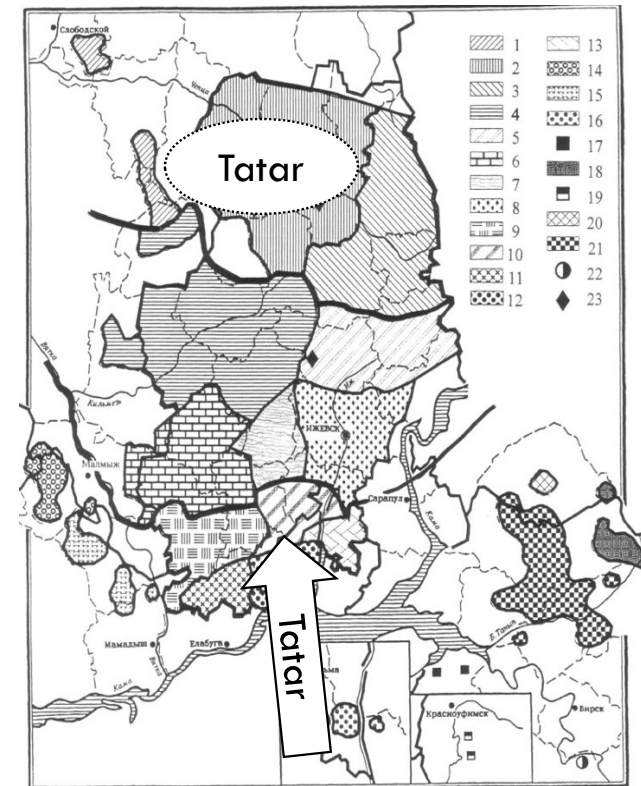 Слободской
Чепца
1 13
2 14
3 15
4 16
5 17
6 18
7 19
8 20
9 21
10 22
11 23
12
Tatar
Вятка
Кильмезь
Иж
ИЖЕВСК
Малмыж
Сарапул
Кама
Tatar
Мамадыш
Елабуга
Вятка
Кама
Б. Танып
Красноуфимск
Бирск